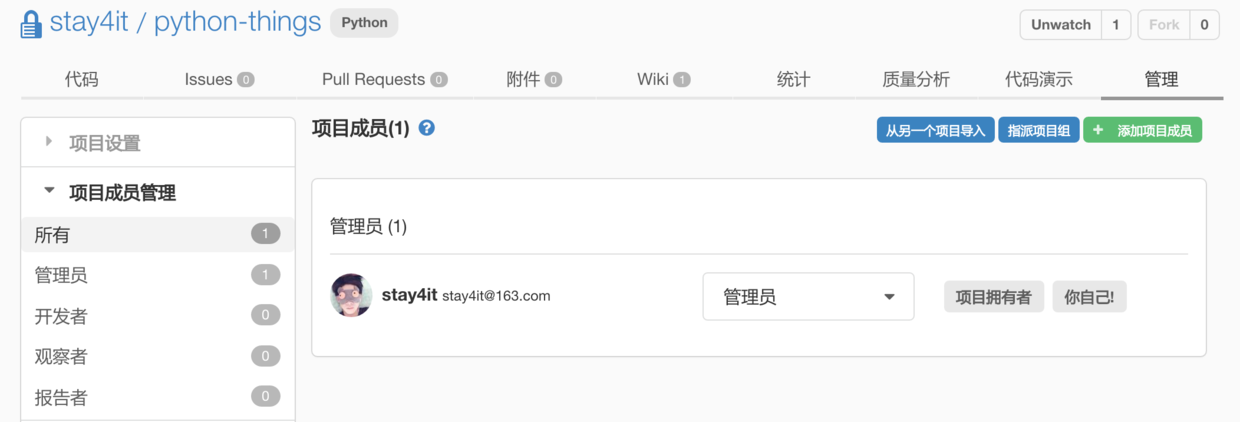 stay4it / python-things Python Unwatch 1 Fork 0
代码 Issues 0 Pull Requests 0 附件 0 Wiki 1 统计 质量分析 代码演示 管理
项目设置
项目成员管理
所有 1
管理员 1
开发者 0
观察者 0
报告者 0
项目成员(1) ? 从另一个项目导入 指派项目组 + 添加项目成员
管理员 (1)
stay4it stay4it@163.com 管理员 项目拥有者 你自己!